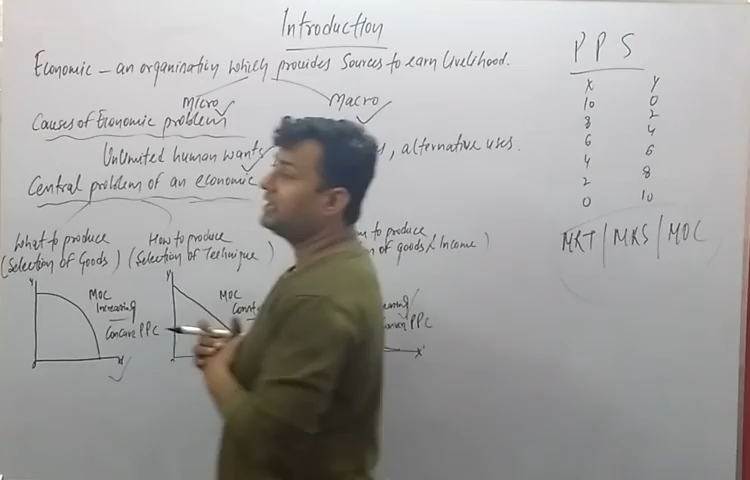 Introduction
Economic – an organination which provides Sources to earn Livelihood.
Micro Macro
Causes of Economic problem
Unlimited human wants , alternative uses.
Central problem of an economic
What to produce
(Selection of Goods)
How to produce
(Selection of Technique)
to produce
of goods & Income)
Y
MOC
Increasing
Concave PPC
X
Y
MOC
Const
PPC
X
PPS
X Y
10 0
8 2
6 4
4 6
2 8
0 10
MRT / MRS / MOC